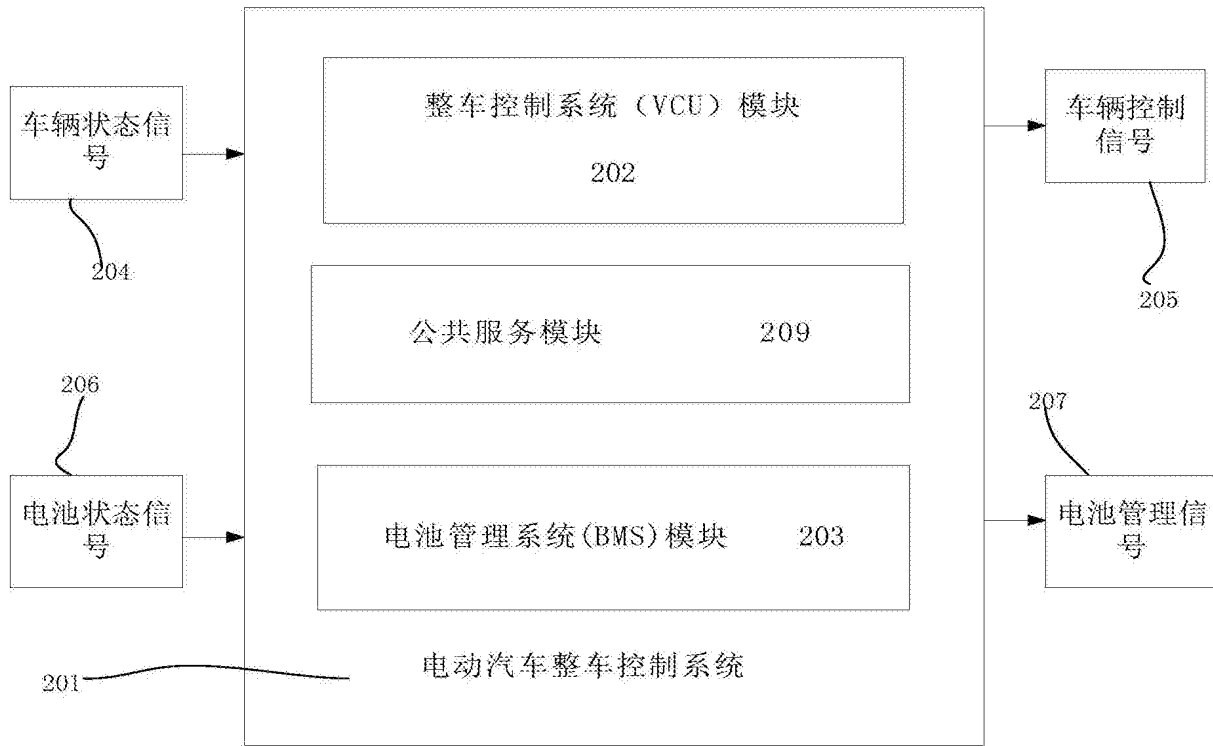 整车控制系统（VCU）模块
202
车辆状态信
号
204
车辆控制
信号
205
公共服务模块 209
206
电池状态信
号
207
电池管理信
号
电池管理系统(BMS)模块 203
电动汽车整车控制系统
201